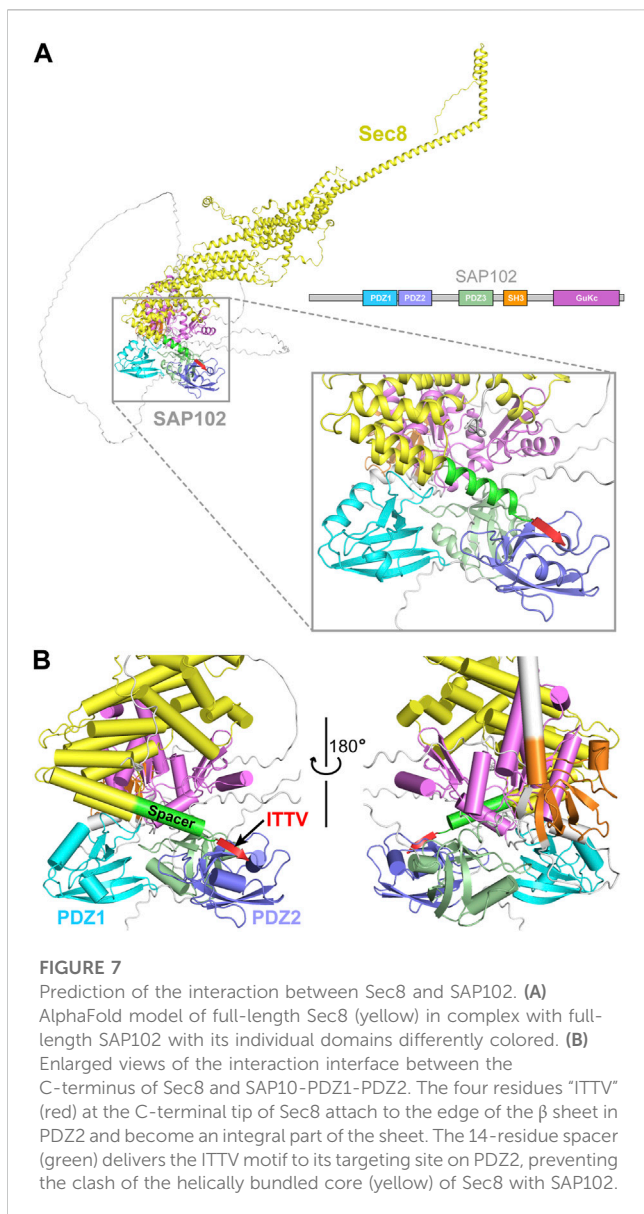 A
Sec8
SAP102
PDZ1 PDZ2 PDZ3 SH3 GuKc
SAP102
B
180°
Spacer
ITTV
PDZ1
PDZ2
FIGURE 7
Prediction of the interaction between Sec8 and SAP102. (A)
AlphaFold model of full-length Sec8 (yellow) in complex with full-
length SAP102 with its individual domains differently colored. (B)
Enlarged views of the interaction interface between the
C-terminus of Sec8 and SAP10-PDZ1-PDZ2. The four residues “ITTV”
(red) at the C-terminal tip of Sec8 attach to the edge of the β sheet in
PDZ2 and become an integral part of the sheet. The 14-residue spacer
(green) delivers the ITTV motif to its targeting site on PDZ2, preventing
the clash of the helically bundled core (yellow) of Sec8 with SAP102.